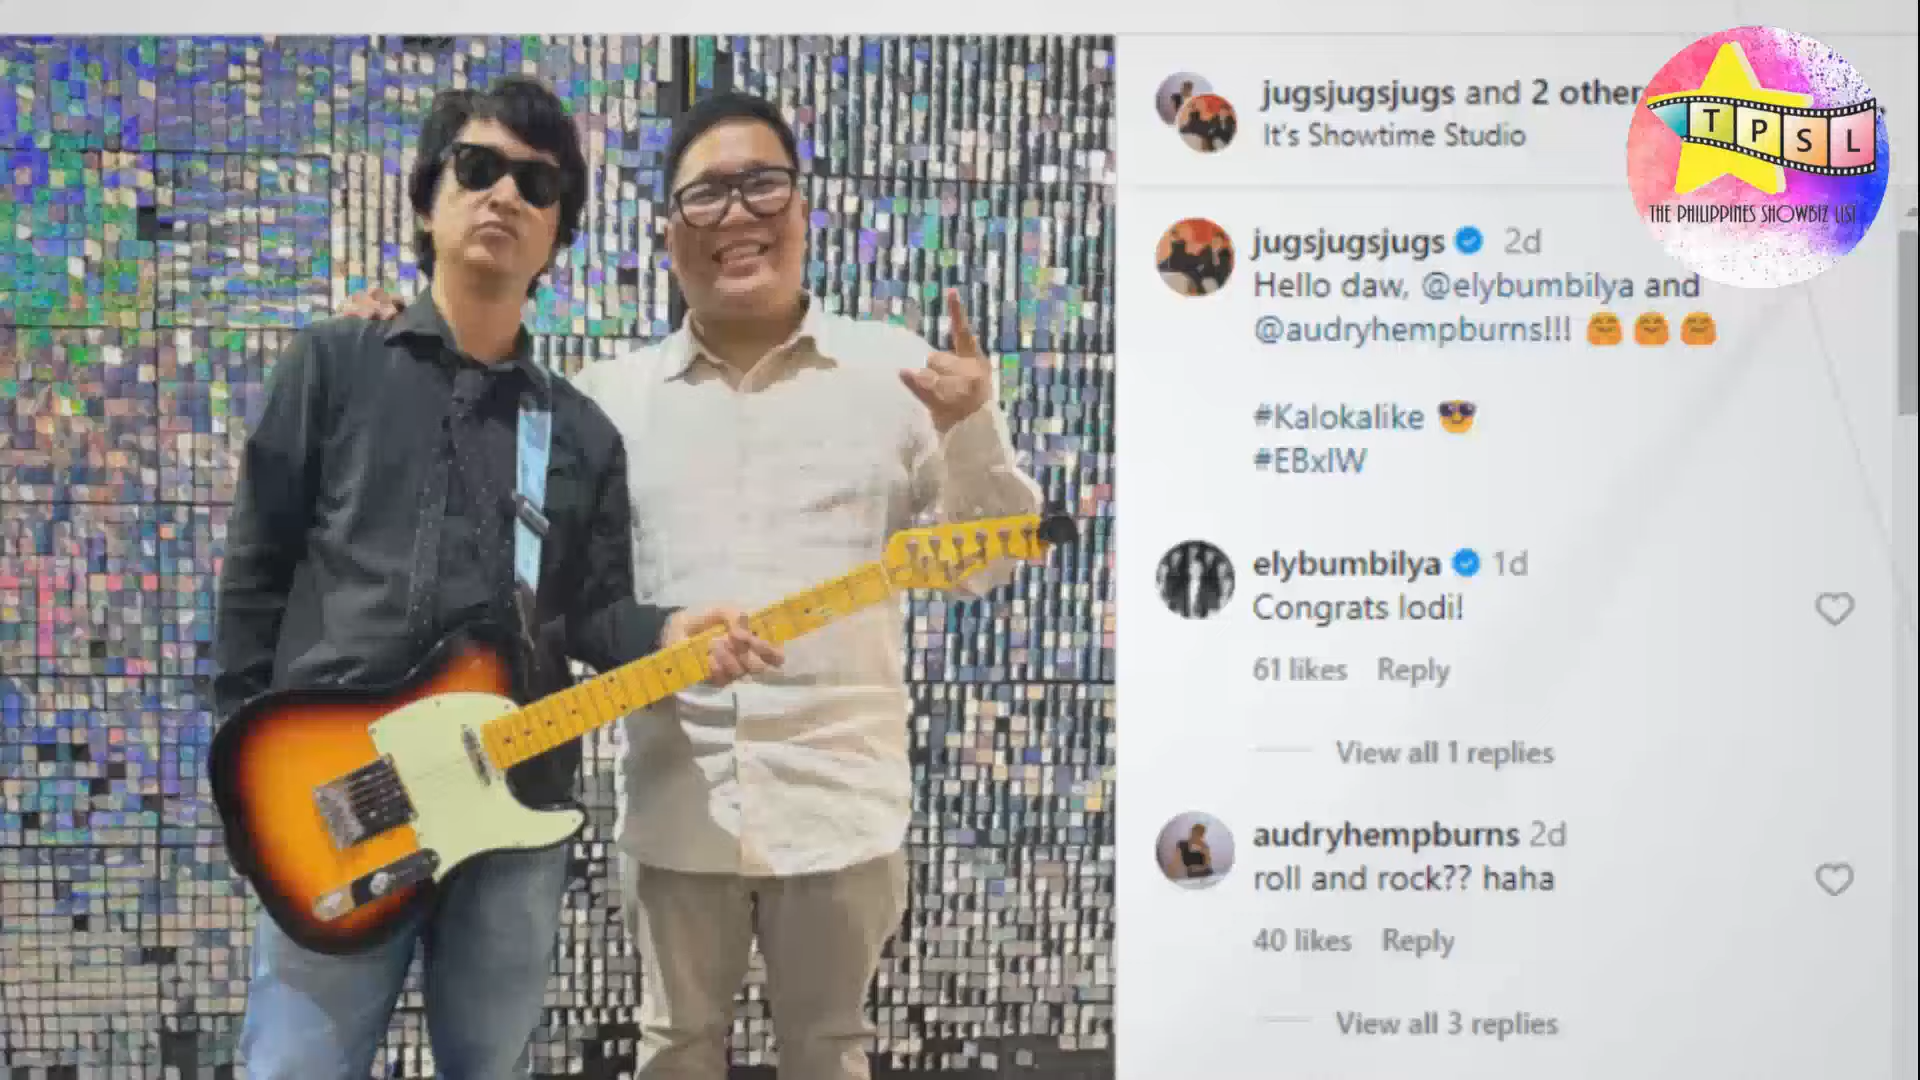 jugsjugsjugs and 2 other
It's Showtime Studio
T P S L
THE PHILIPPINES SHOWBIZ LIST
jugsjugsjugs 2d
Hello daw, @elybumbilya and
@audryhempburns!!!
#Kalokalike
#EBxIW
elybumbilya 1d
Congrats lodi!
61 likes Reply
View all 1 replies
audryhempburns 2d
roll and rock?? haha
40 likes Reply
View all 3 replies